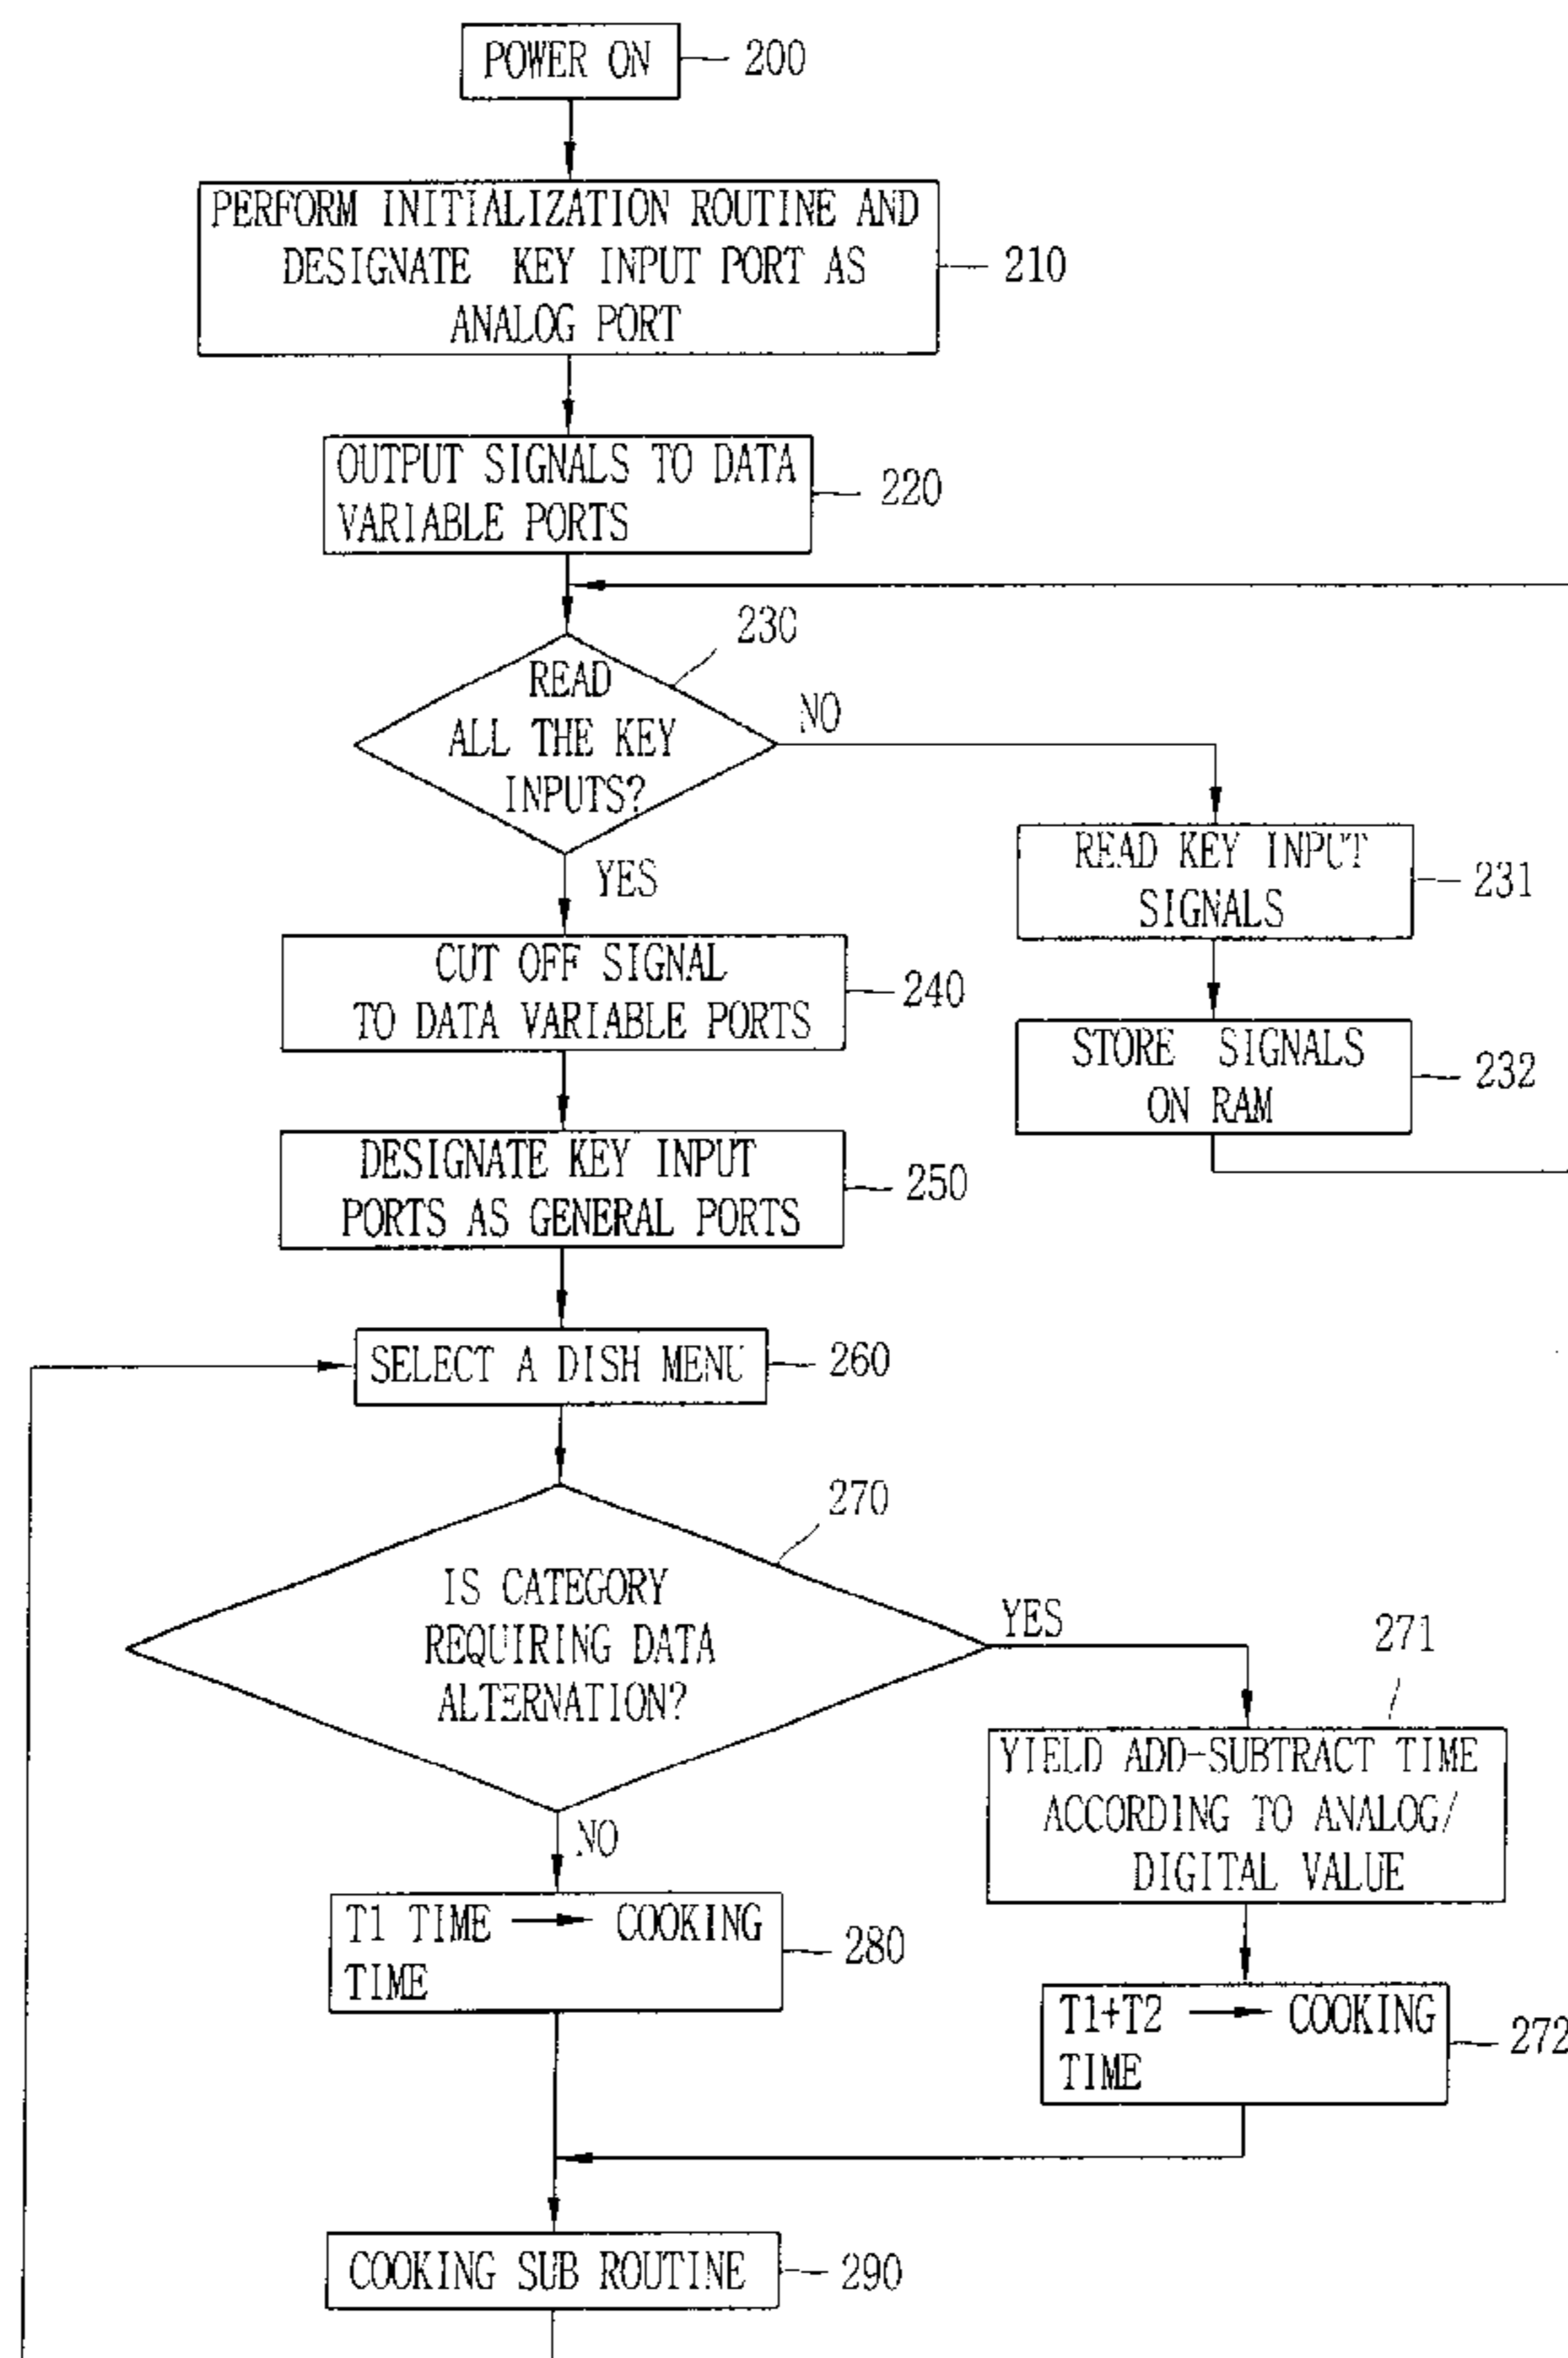 POWER ON
200
PERFORM INITIALIZATION ROUTINE AND
DESIGNATE KEY INPUT PORT AS
ANALOG PORT
210
OUTPUT SIGNALS TO DATA
VARIABLE PORTS
220
230
READ
ALL THE KEY
INPUTS?
NO
YES
READ KEY INPUT
SIGNALS
231
CUT OFF SIGNAL
TO DATA VARIABLE PORTS
240
STORE SIGNALS
ON RAM
232
DESIGNATE KEY INPUT
PORTS AS GENERAL PORTS
250
SELECT A DISH MENU
260
270
IS CATEGORY
REQUIRING DATA
ALTERNATION?
YES
271
YIELD ADD-SUBTRACT TIME
ACCORDING TO ANALOG/
DIGITAL VALUE
NO
T1 TIME → COOKING
TIME
280
T1+T2 → COOKING
TIME
272
COOKING SUB ROUTINE
290